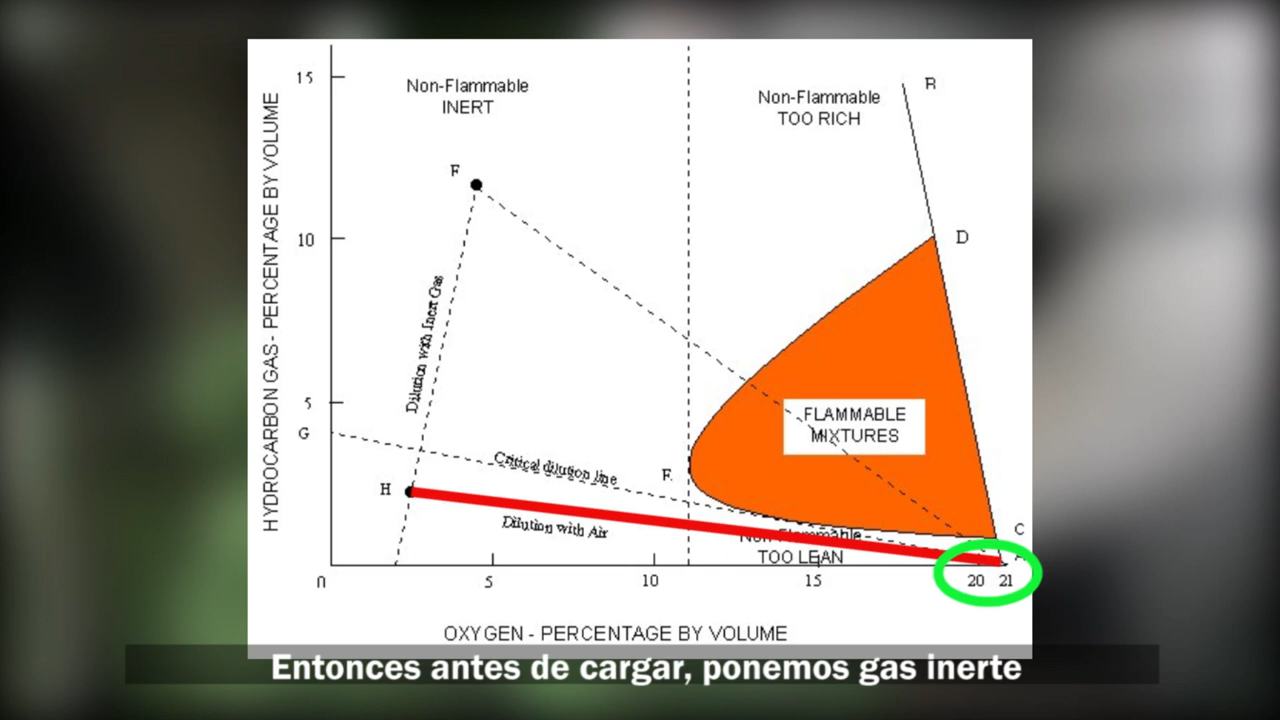 15
Non-Flammable
INERT
Non-Flammable
TOO RICH
B
F
10
D
HYDROCARBON GAS - PERCENTAGE BY VOLUME
Dilution with Inert Gas
5
FLAMMABLE
MIXTURES
G
Critical dilution line
E
H
Dilution with Air
C
Non-Flammable
TOO LEAN
A
0
5
10
15
20
21
OXYGEN - PERCENTAGE BY VOLUME
Entonces antes de cargar, ponemos gas inerte